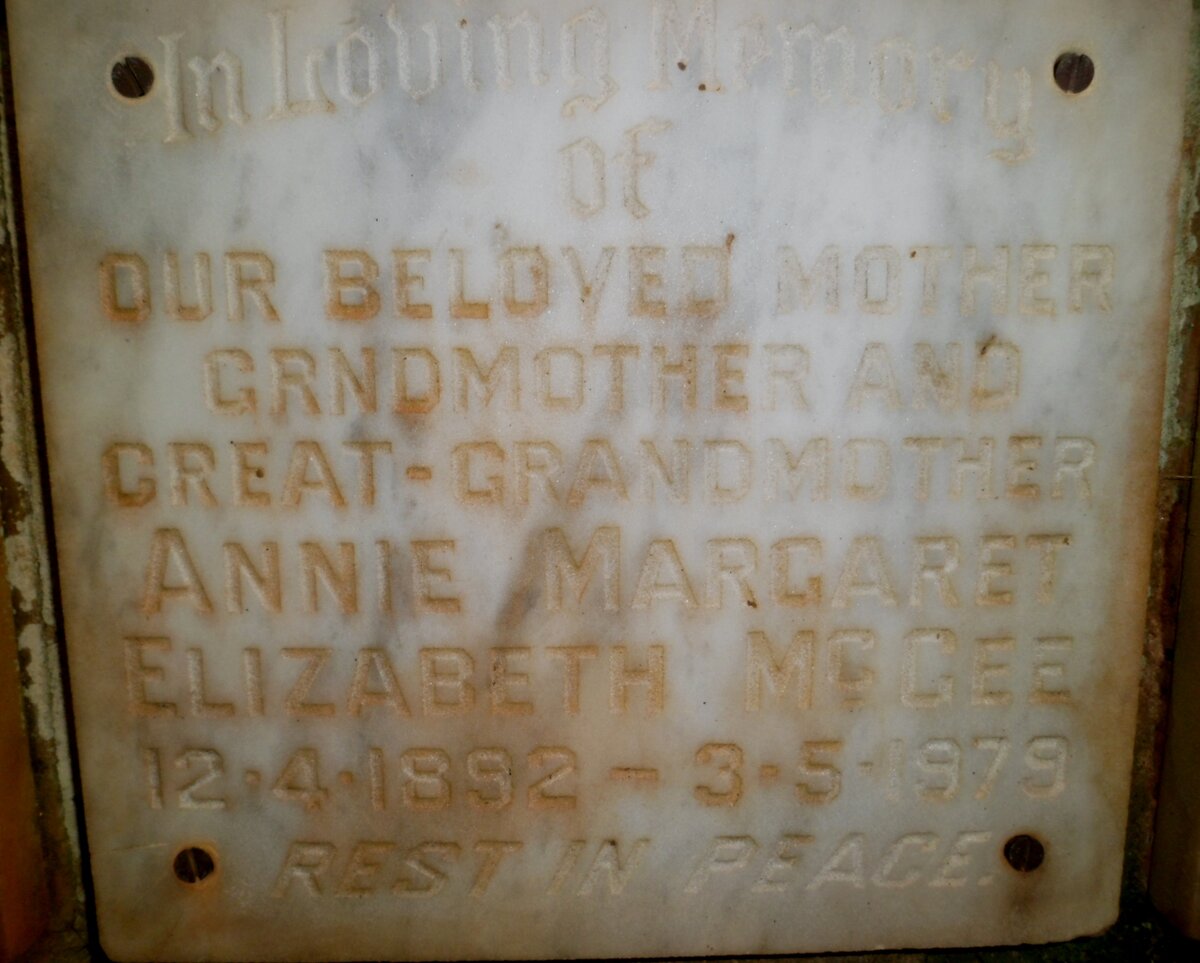 In Loving Memory
of
OUR BELOVED MOTHER
GRNDMOTHER AND
GREAT-GRANDMOTHER
ANNIE MARGARET
ELIZABETH McGEE
12·4·1892 - 3-5·1979
REST IN PEACE.